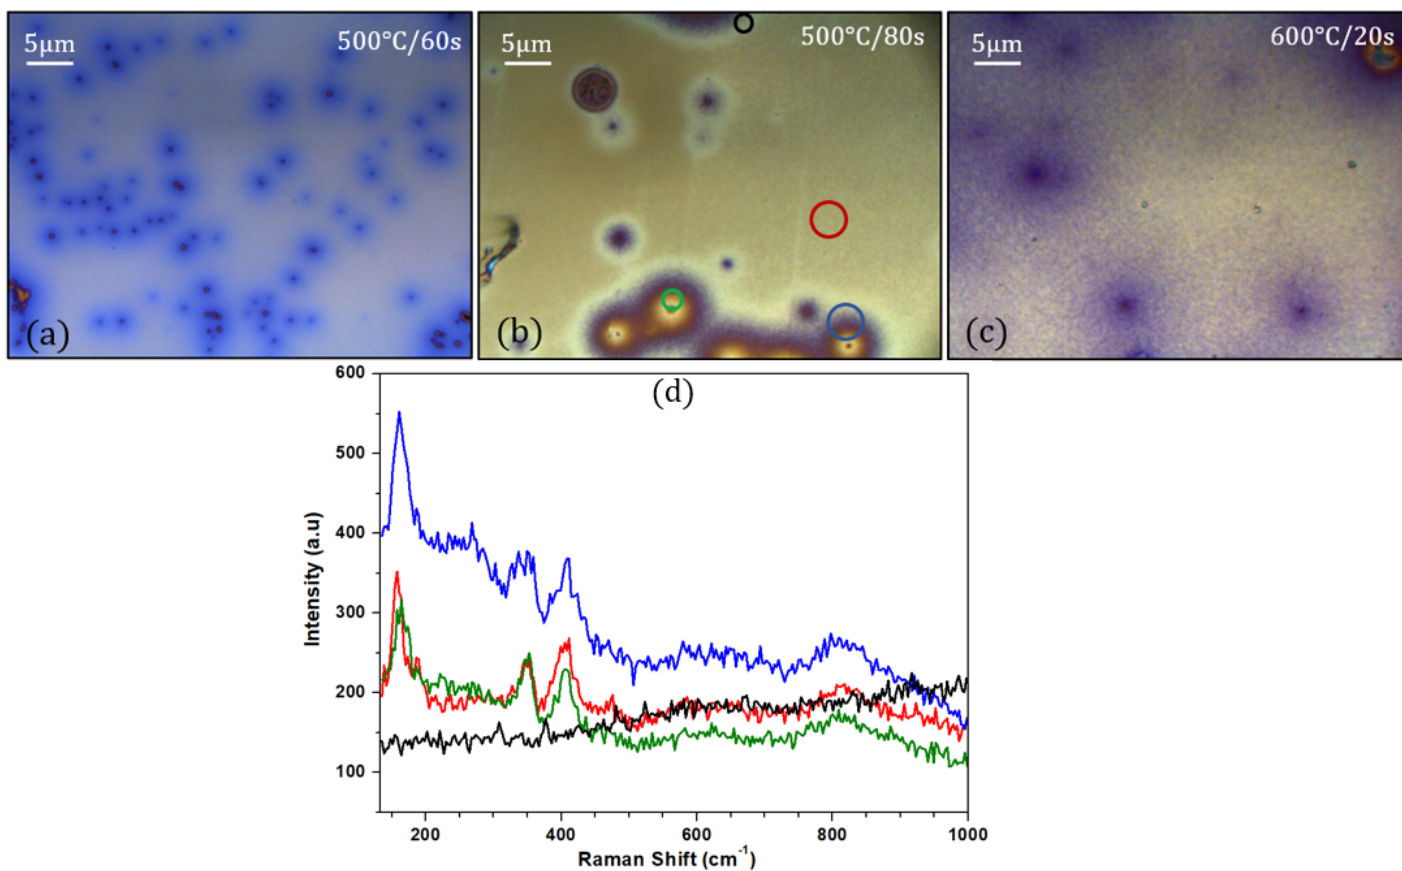 5μm 500°C/60s
(a)
5μm 500°C/80s
(b)
5μm 600°C/20s
(c)
(d)
600
500
400
300
200
100
Intensity (a.u)
200 400 600 800 1000
Raman Shift (cm⁻¹)